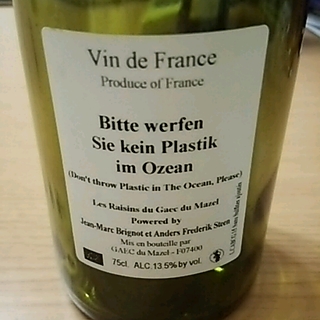 Vin de France
Produce of France
Bitte werfen
Sie kein Plastik
im Ozean
(Don't throw Plastic in The Ocean, Please)
Les Raisins du Gaec du Mazel
Powered by
Jean-Marc Brignot et Anders Frederik Steen
Mis en bouteille par
GAEC du Mazel - F07400
75cl. ALC. 13.5% by vol.